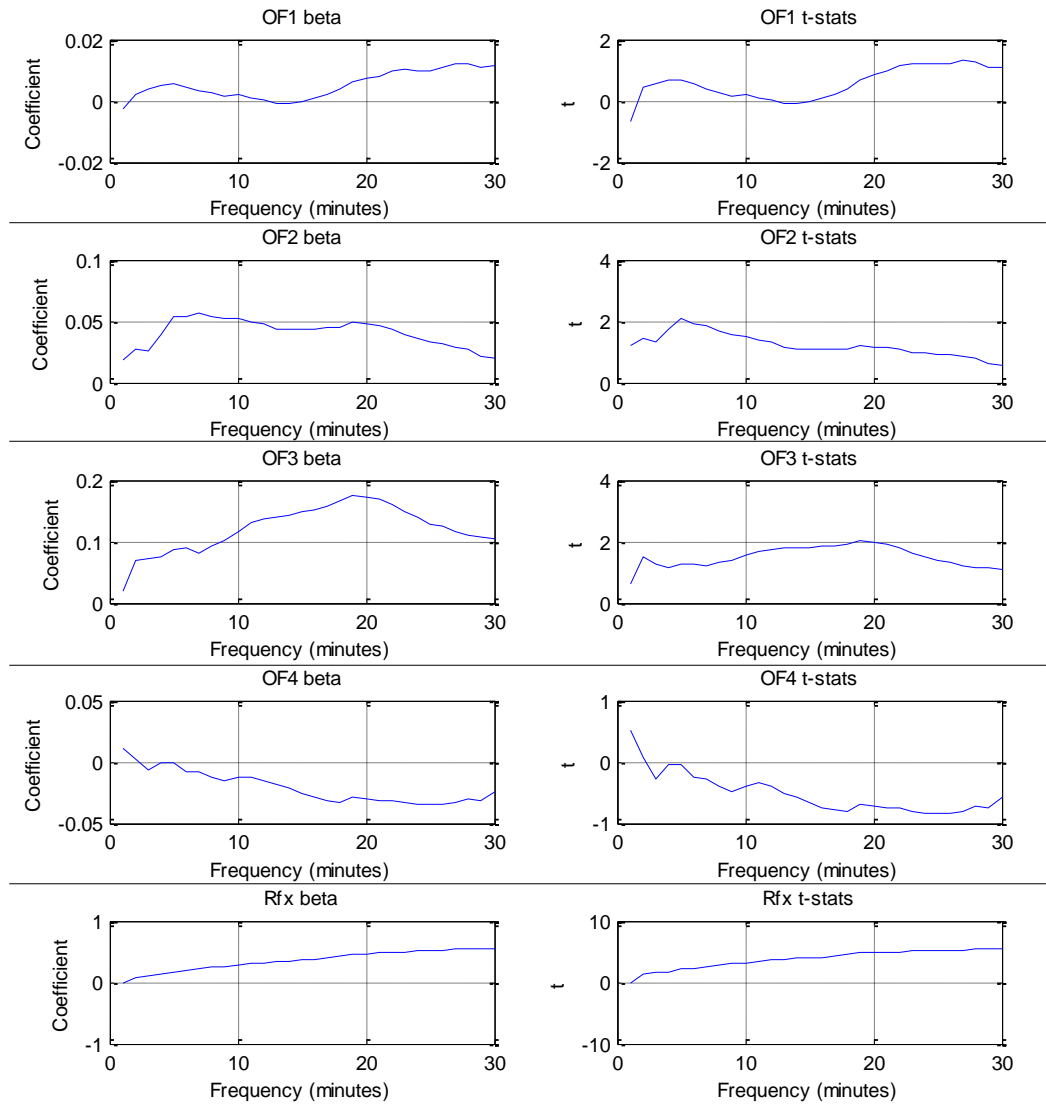 OF1 beta
0.02
0
-0.02
Coefficient
0 10 20 30
Frequency (minutes)
OF1 t-stats
2
0
-2
t
0 10 20 30
Frequency (minutes)
OF2 beta
0.1
0.05
0
Coefficient
0 10 20 30
Frequency (minutes)
OF2 t-stats
4
2
0
t
0 10 20 30
Frequency (minutes)
OF3 beta
0.2
0.1
0
Coefficient
0 10 20 30
Frequency (minutes)
OF3 t-stats
4
2
0
t
0 10 20 30
Frequency (minutes)
OF4 beta
0.05
0
-0.05
Coefficient
0 10 20 30
Frequency (minutes)
OF4 t-stats
1
0
-1
t
0 10 20 30
Frequency (minutes)
Rfx beta
1
0
-1
Coefficient
0 10 20 30
Frequency (minutes)
Rfx t-stats
10
0
-10
t
0 10 20 30
Frequency (minutes)